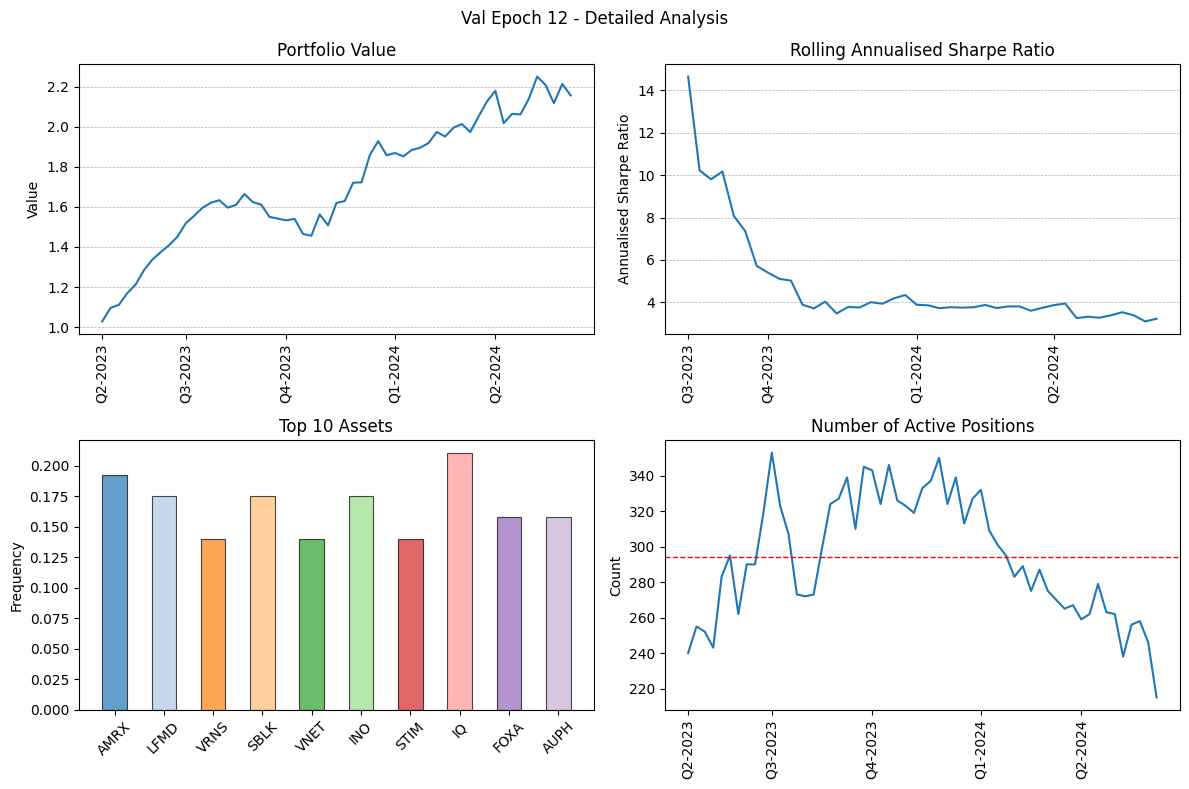 Val Epoch 12 - Detailed Analysis
Portfolio Value
Value
2.2
2.0
1.8
1.6
1.4
1.2
1.0
Q2-2023
Q3-2023
Q4-2023
Q1-2024
Q2-2024
Rolling Annualised Sharpe Ratio
Annualised Sharpe Ratio
14
12
10
8
6
4
Q3-2023
Q4-2023
Q1-2024
Q2-2024
Top 10 Assets
Frequency
0.200
0.175
0.150
0.125
0.100
0.075
0.050
0.025
0.000
AMRX
LFMD
VRNS
SBLK
VNET
INO
STIM
IQ
FOXA
AUPH
Number of Active Positions
Count
340
320
300
280
260
240
220
Q2-2023
Q3-2023
Q4-2023
Q1-2024
Q2-2024